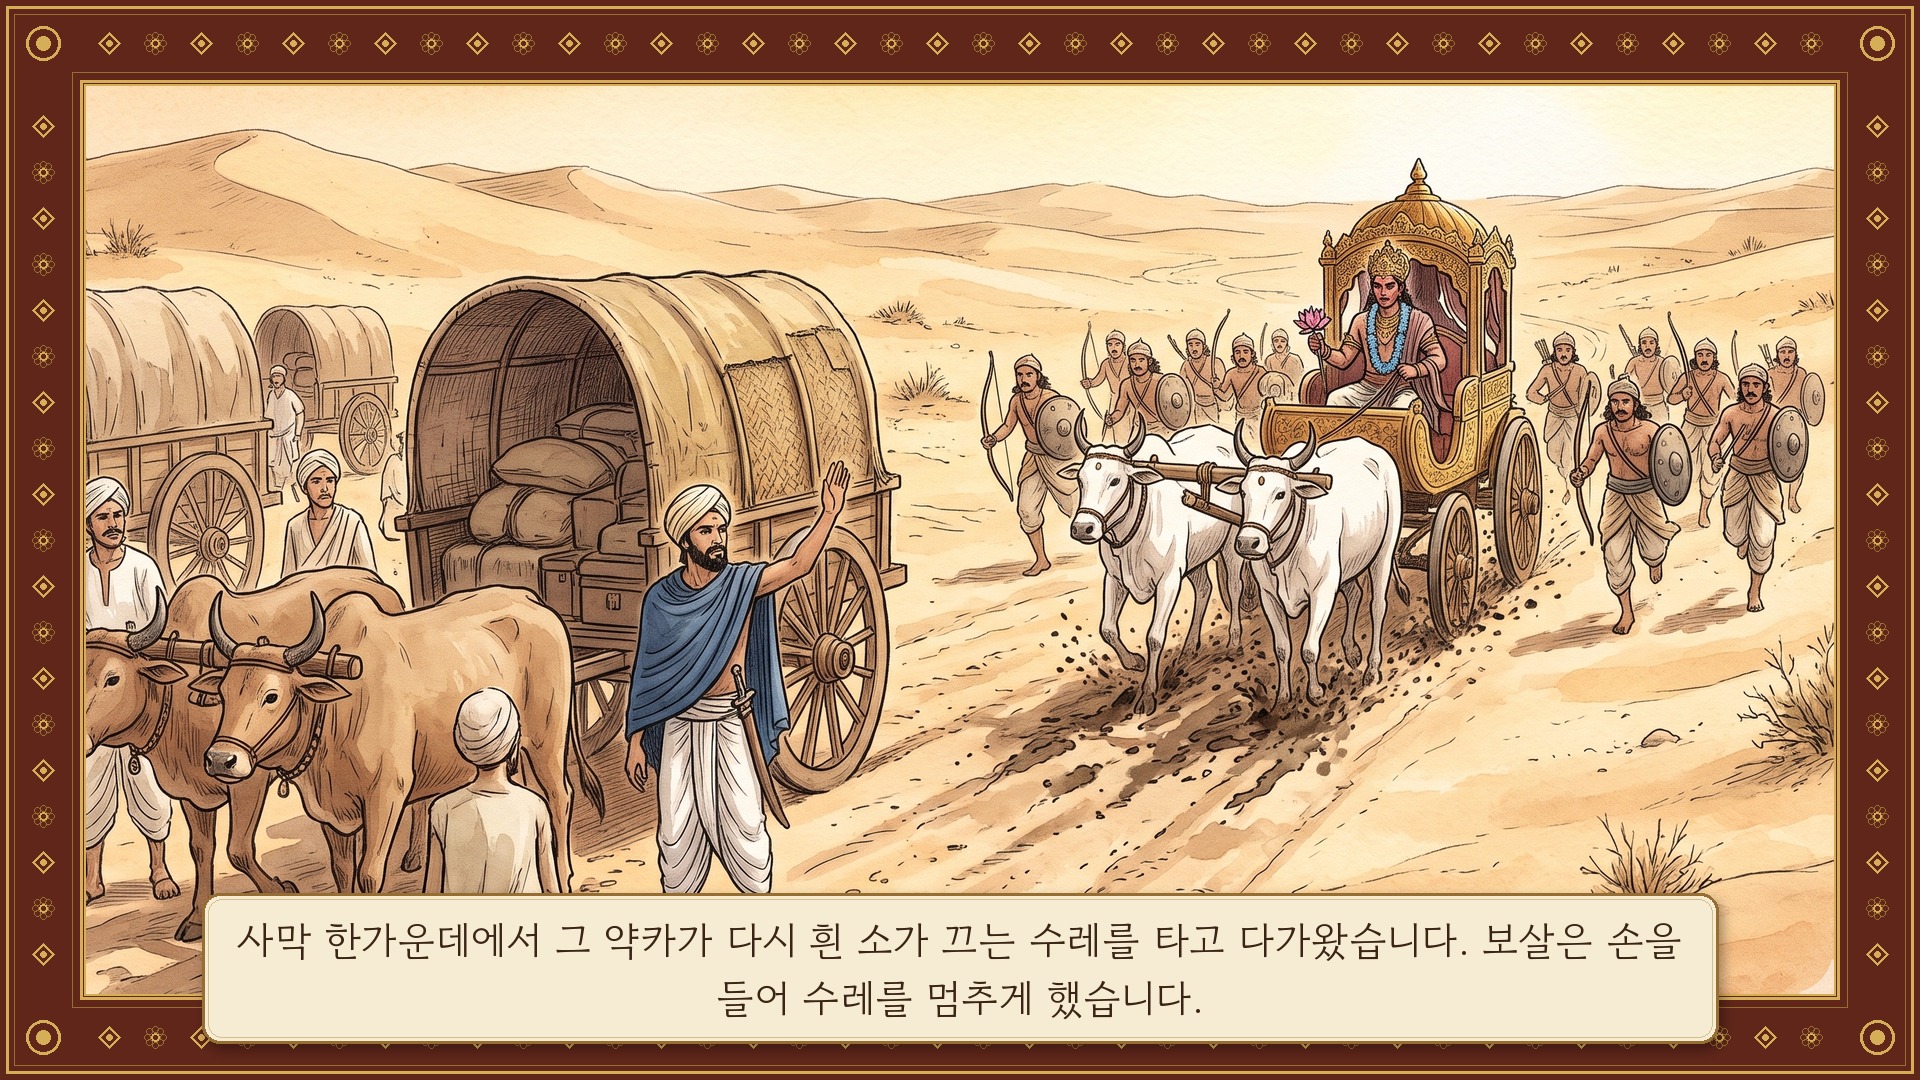 사막 한가운데에서 그 약카가 다시 흰 소가 끄는 수레를 타고 다가왔습니다. 보살은 손을
들어 수레를 멈추게 했습니다.